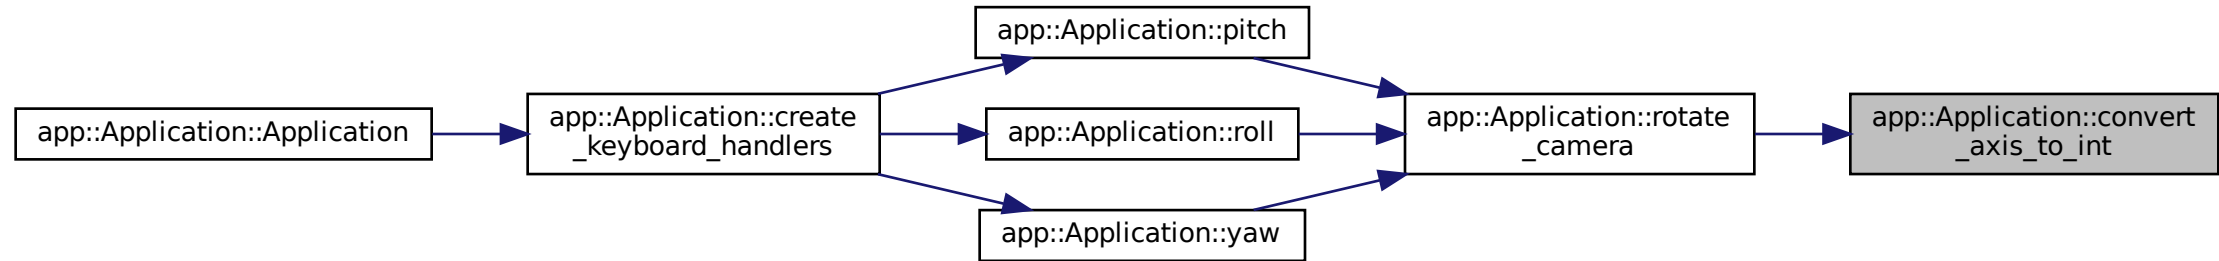 app::Application::Application
app::Application::create
_keyboard_handlers
app::Application::pitch
app::Application::roll
app::Application::yaw
app::Application::rotate
_camera
app::Application::convert
_axis_to_int